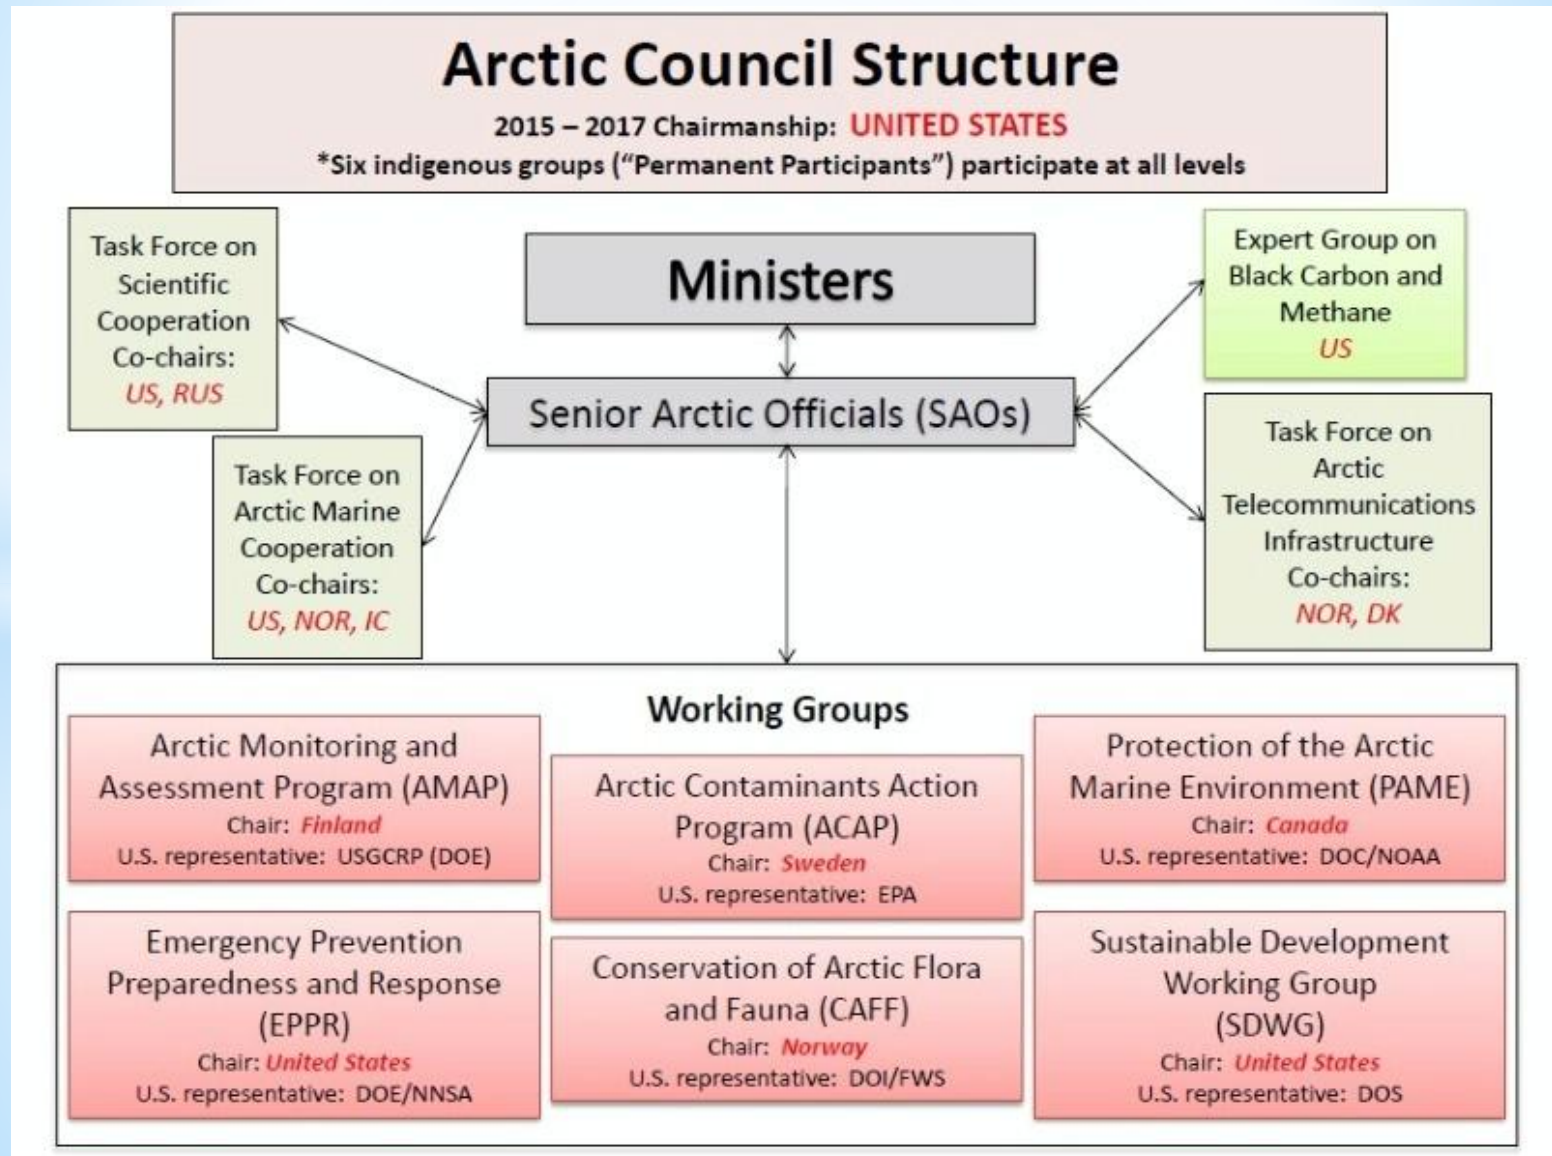 Arctic Council Structure
2015 – 2017 Chairmanship: UNITED STATES
*Six indigenous groups (“Permanent Participants”) participate at all levels
Task Force on
Scientific
Cooperation
Co-chairs:
US, RUS
Ministers
Expert Group on
Black Carbon and
Methane
US
Senior Arctic Officials (SAOs)
Task Force on
Arctic Marine
Cooperation
Co-chairs:
US, NOR, IC
Task Force on
Arctic
Telecommunications
Infrastructure
Co-chairs:
NOR, DK
Working Groups
Arctic Monitoring and
Assessment Program (AMAP)
Chair: Finland
U.S. representative: USGCRP (DOE)
Arctic Contaminants Action
Program (ACAP)
Chair: Sweden
U.S. representative: EPA
Protection of the Arctic
Marine Environment (PAME)
Chair: Canada
U.S. representative: DOC/NOAA
Emergency Prevention
Preparedness and Response
(EPPR)
Chair: United States
U.S. representative: DOE/NNSA
Conservation of Arctic Flora
and Fauna (CAFF)
Chair: Norway
U.S. representative: DOI/FWS
Sustainable Development
Working Group
(SDWG)
Chair: United States
U.S. representative: DOS